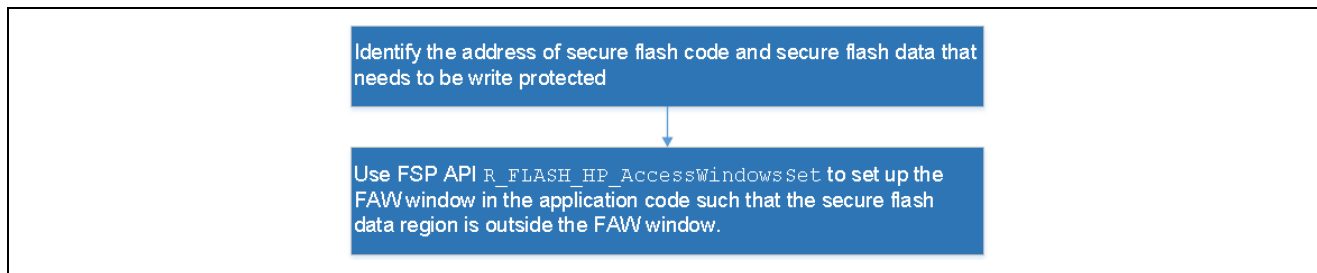 Identify the address of secure flash code and secure flash data that
needs to be write protected
Use FSP API R_FLASH_HP_AccessWindowsSet to set up the
FAW window in the application code such that the secure flash
data region is outside the FAW window.